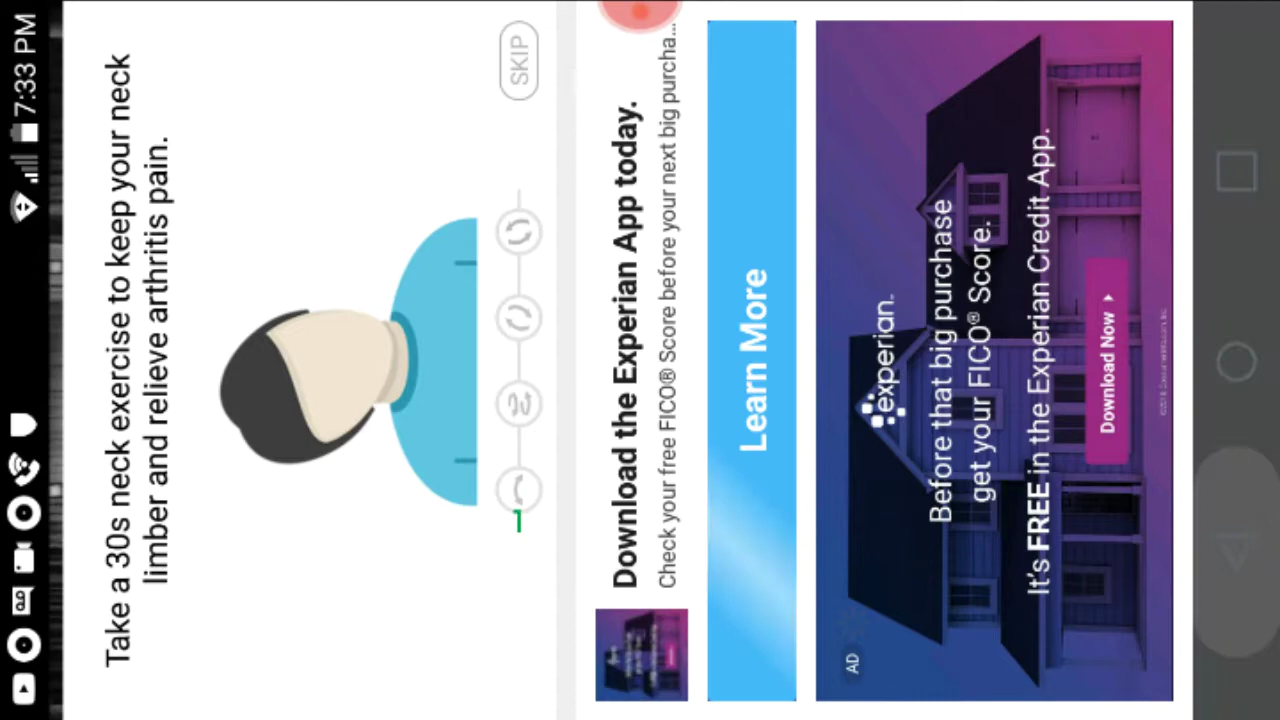 7:33 PM
Take a 30s neck exercise to keep your neck
limber and relieve arthritis pain.
SKIP
Download the Experian App today.
Check your free FICO® Score before your next big purcha...
Learn More
AD
experian.
Before that big purchase
get your FICO® Score.
It's FREE in the Experian Credit App.
Download Now